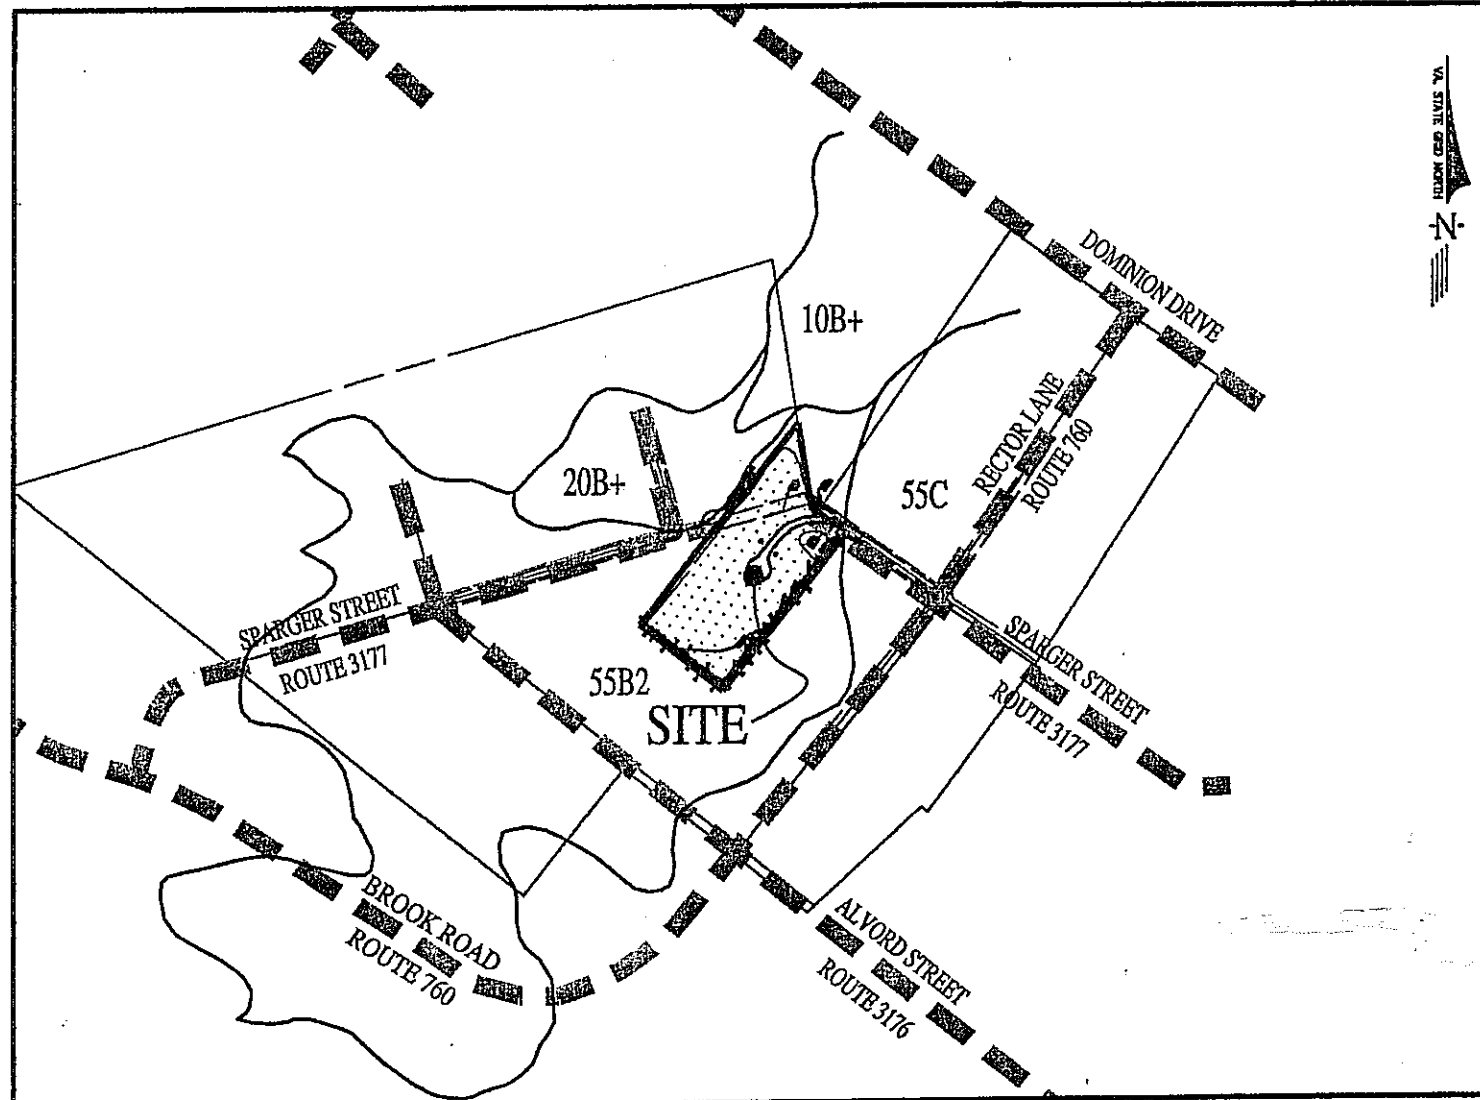 VA. STATE GRID NORTH
N
DOMINION DRIVE
10B+
RECTOR LANE
ROUTE 760
20B+
55C
SPARGER STREET
ROUTE 3177
55B2
SITE
SPARGER STREET
ROUTE 3177
BROOK ROAD
ROUTE 760
ALVORD STREET
ROUTE 3176